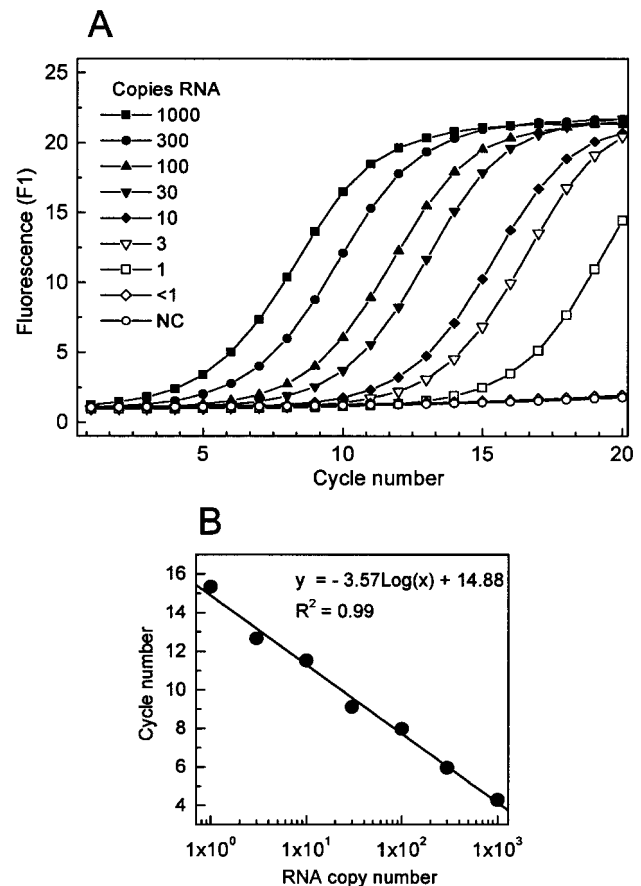 A
Copies RNA
1000
300
100
30
10
3
1
<1
NC
25
20
15
10
5
0
Fluorescence (F1)
5
10
15
20
Cycle number
B
y = - 3.57Log(x) + 14.88
R² = 0.99
16
14
12
10
8
6
4
Cycle number
1x10⁰
1x10¹
1x10²
1x10³
RNA copy number